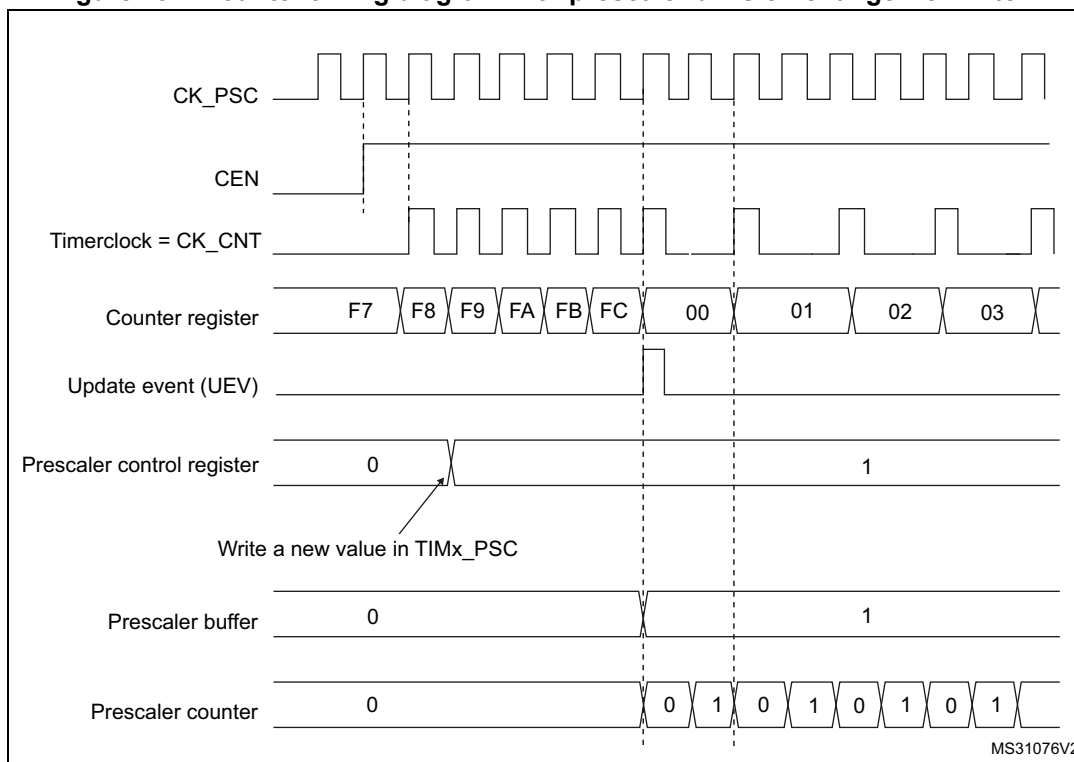 CK_PSC
CEN
Timerclock = CK_CNT
Counter register F7 F8 F9 FA FB FC 00 01 02 03
Update event (UEV)
Prescaler control register 0 1
Write a new value in TIMx_PSC
Prescaler buffer 0 1
Prescaler counter 0 0 1 0 1 0 1 0 1
MS31076V2